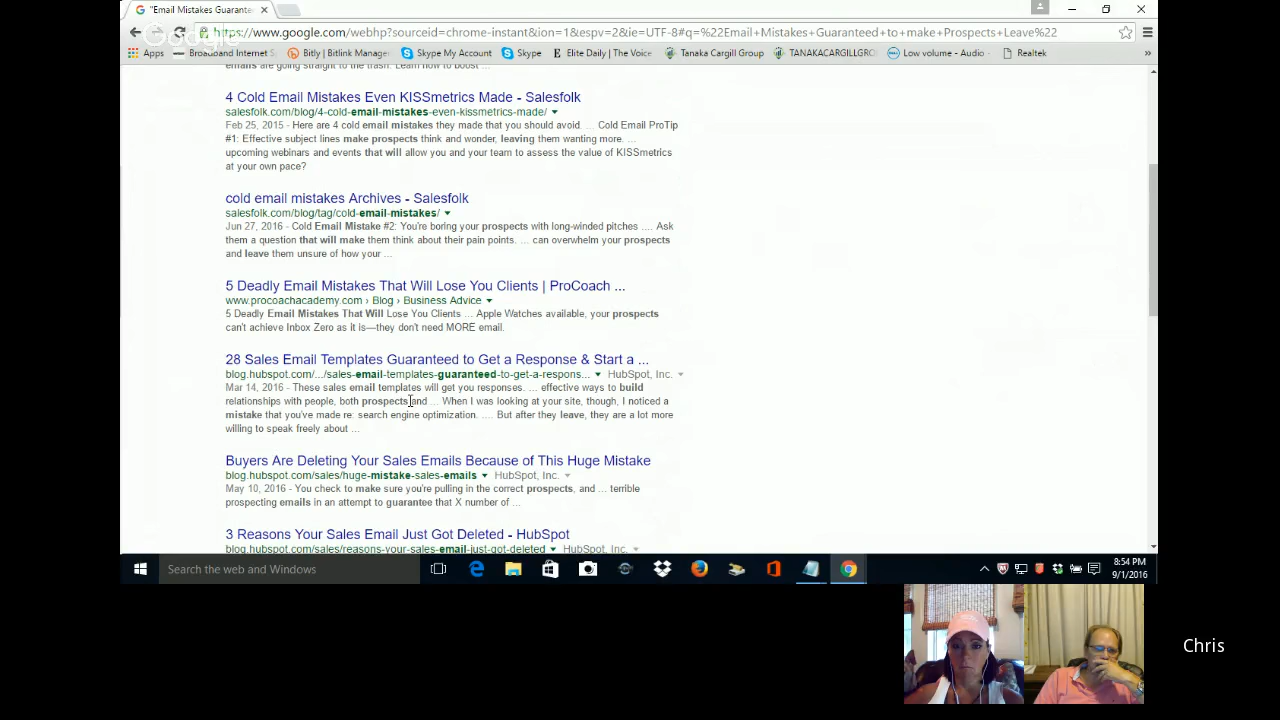 "Email Mistakes Guarante
Google
https://www.google.com/webhp?sourceid=chrome-instant&ion=1&espv=2&ie=UTF-8#q=%22Email+Mistakes+Guaranteed+to+make+Prospects+Leave%22
Apps Broadband Internet S Bitly | Bitlink Manager Skype My Account Skype E Elite Daily | The Voice Tanaka Cargill Group TANAKACARGILLGRO Low volume - Audio Realtek
emails are going straight to the trash. Learn how to boost ...
4 Cold Email Mistakes Even KISSmetrics Made - Salesfolk
salesfolk.com/blog/4-cold-email-mistakes-even-kissmetrics-made/
Feb 25, 2015 - Here are 4 cold email mistakes they made that you should avoid. ... Cold Email ProTip
#1: Effective subject lines make prospects think and wonder, leaving them wanting more. ...
upcoming webinars and events that will allow you and your team to assess the value of KISSmetrics
at your own pace?
cold email mistakes Archives - Salesfolk
salesfolk.com/blog/tag/cold-email-mistakes/
Jun 27, 2016 - Cold Email Mistake #2: You're boring your prospects with long-winded pitches .... Ask
them a question that will make them think about their pain points. ... can overwhelm your prospects
and leave them unsure of how your ...
5 Deadly Email Mistakes That Will Lose You Clients | ProCoach ...
www.procoachacademy.com › Blog › Business Advice
5 Deadly Email Mistakes That Will Lose You Clients ... Apple Watches available, your prospects
can't achieve Inbox Zero as it is—they don't need MORE email.
28 Sales Email Templates Guaranteed to Get a Response & Start a ...
blog.hubspot.com/.../sales-email-templates-guaranteed-to-get-a-respons... HubSpot, Inc.
Mar 14, 2016 - These sales email templates will get you responses. ... effective ways to build
relationships with people, both prospects and ... When I was looking at your site, though, I noticed a
mistake that you've made re: search engine optimization. .... But after they leave, they are a lot more
willing to speak freely about ...
Buyers Are Deleting Your Sales Emails Because of This Huge Mistake
blog.hubspot.com/sales/huge-mistake-sales-emails HubSpot, Inc.
May 10, 2016 - You check to make sure you're pulling in the correct prospects, and ... terrible
prospecting emails in an attempt to guarantee that X number of ...
3 Reasons Your Sales Email Just Got Deleted - HubSpot
blog.hubspot.com/sales/reasons-your-sales-email-just-got-deleted HubSpot, Inc.
Search the web and Windows
8:54 PM
9/1/2016
Chris